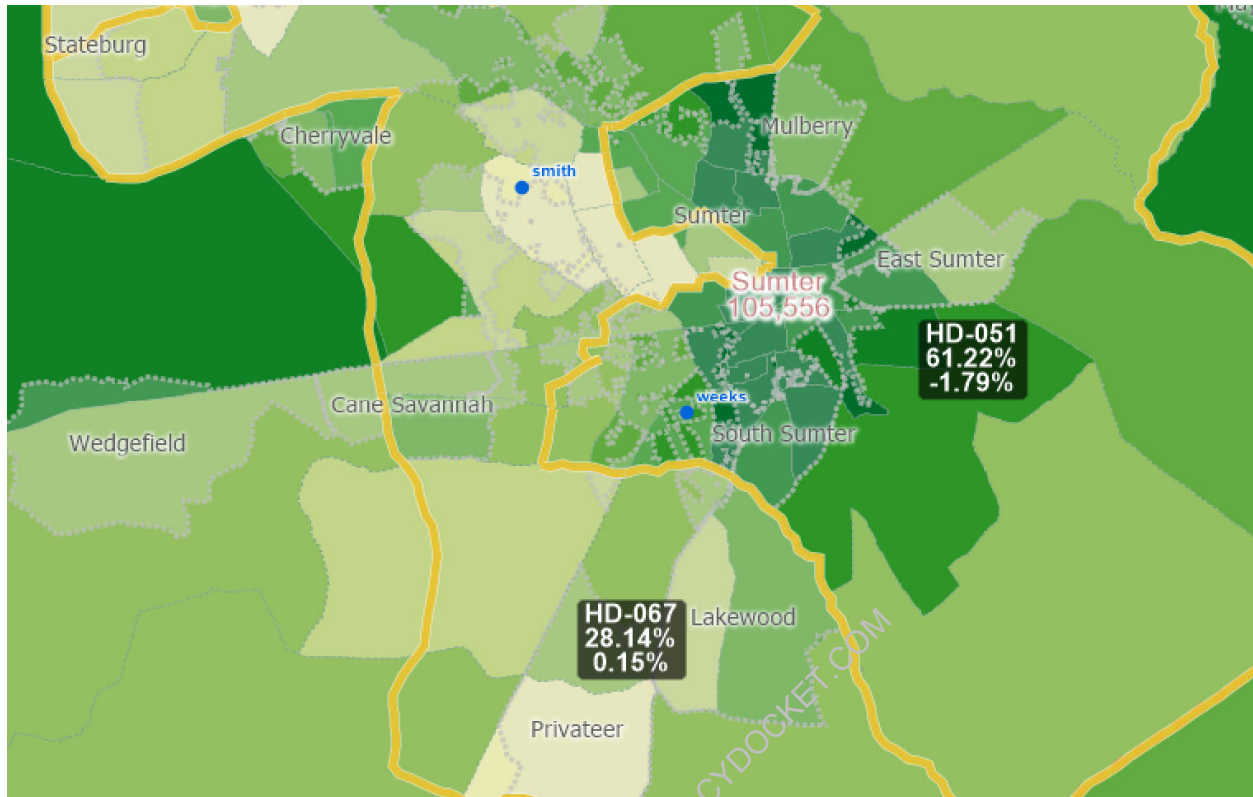 Stateburg
Cherryvale
Mulberry
smith
Sumter
East Sumter
Sumter
105,556
HD-051
61.22%
-1.79%
weeks
Cane Savannah
South Sumter
Wedgefield
HD-067
28.14%
0.15%
Lakewood
Privateer
CYDOCKET.COM